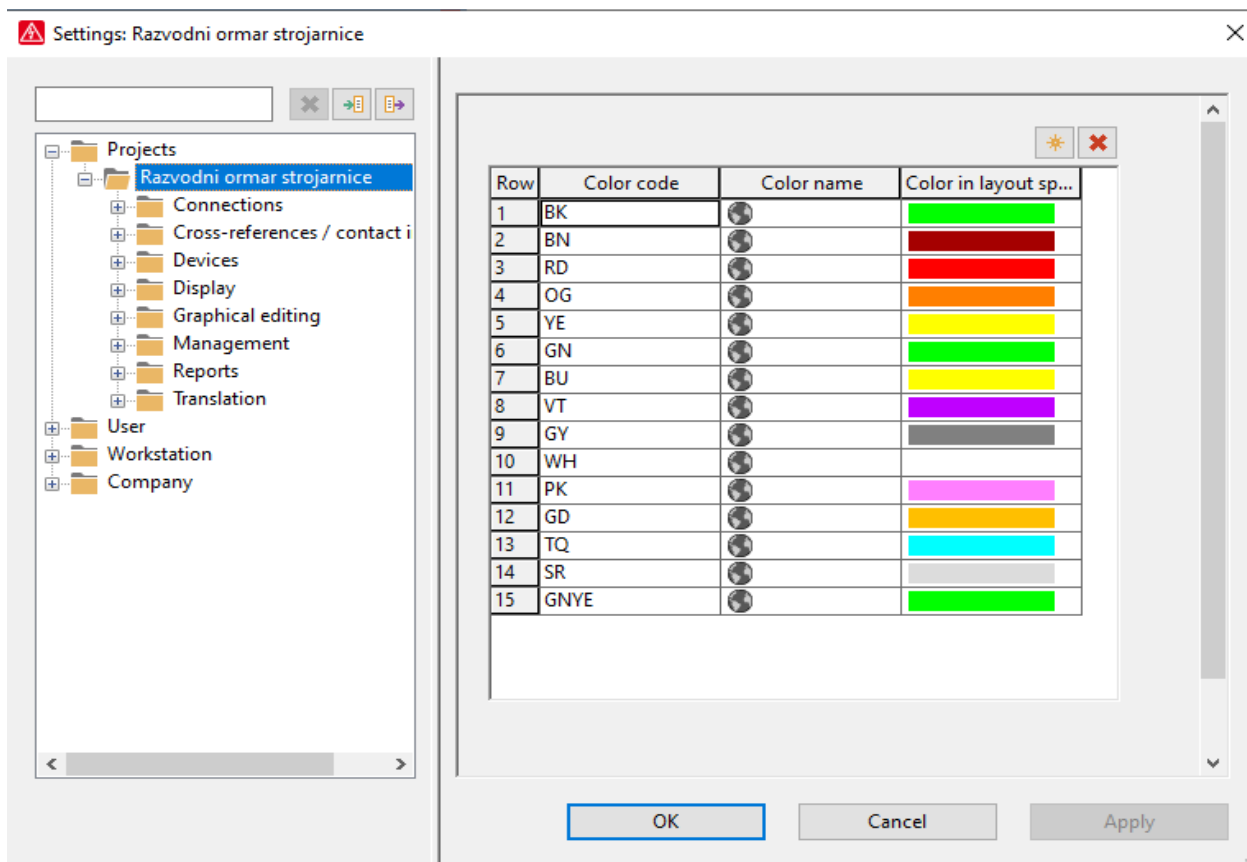 Settings: Razvodni ormar strojarnice
Projects
Razvodni ormar strojarnice
Connections
Cross-references / contact i
Devices
Display
Graphical editing
Management
Reports
Translation
User
Workstation
Company
Row Color code Color name Color in layout sp...
1 BK
2 BN
3 RD
4 OG
5 YE
6 GN
7 BU
8 VT
9 GY
10 WH
11 PK
12 GD
13 TQ
14 SR
15 GNYE
OK Cancel Apply